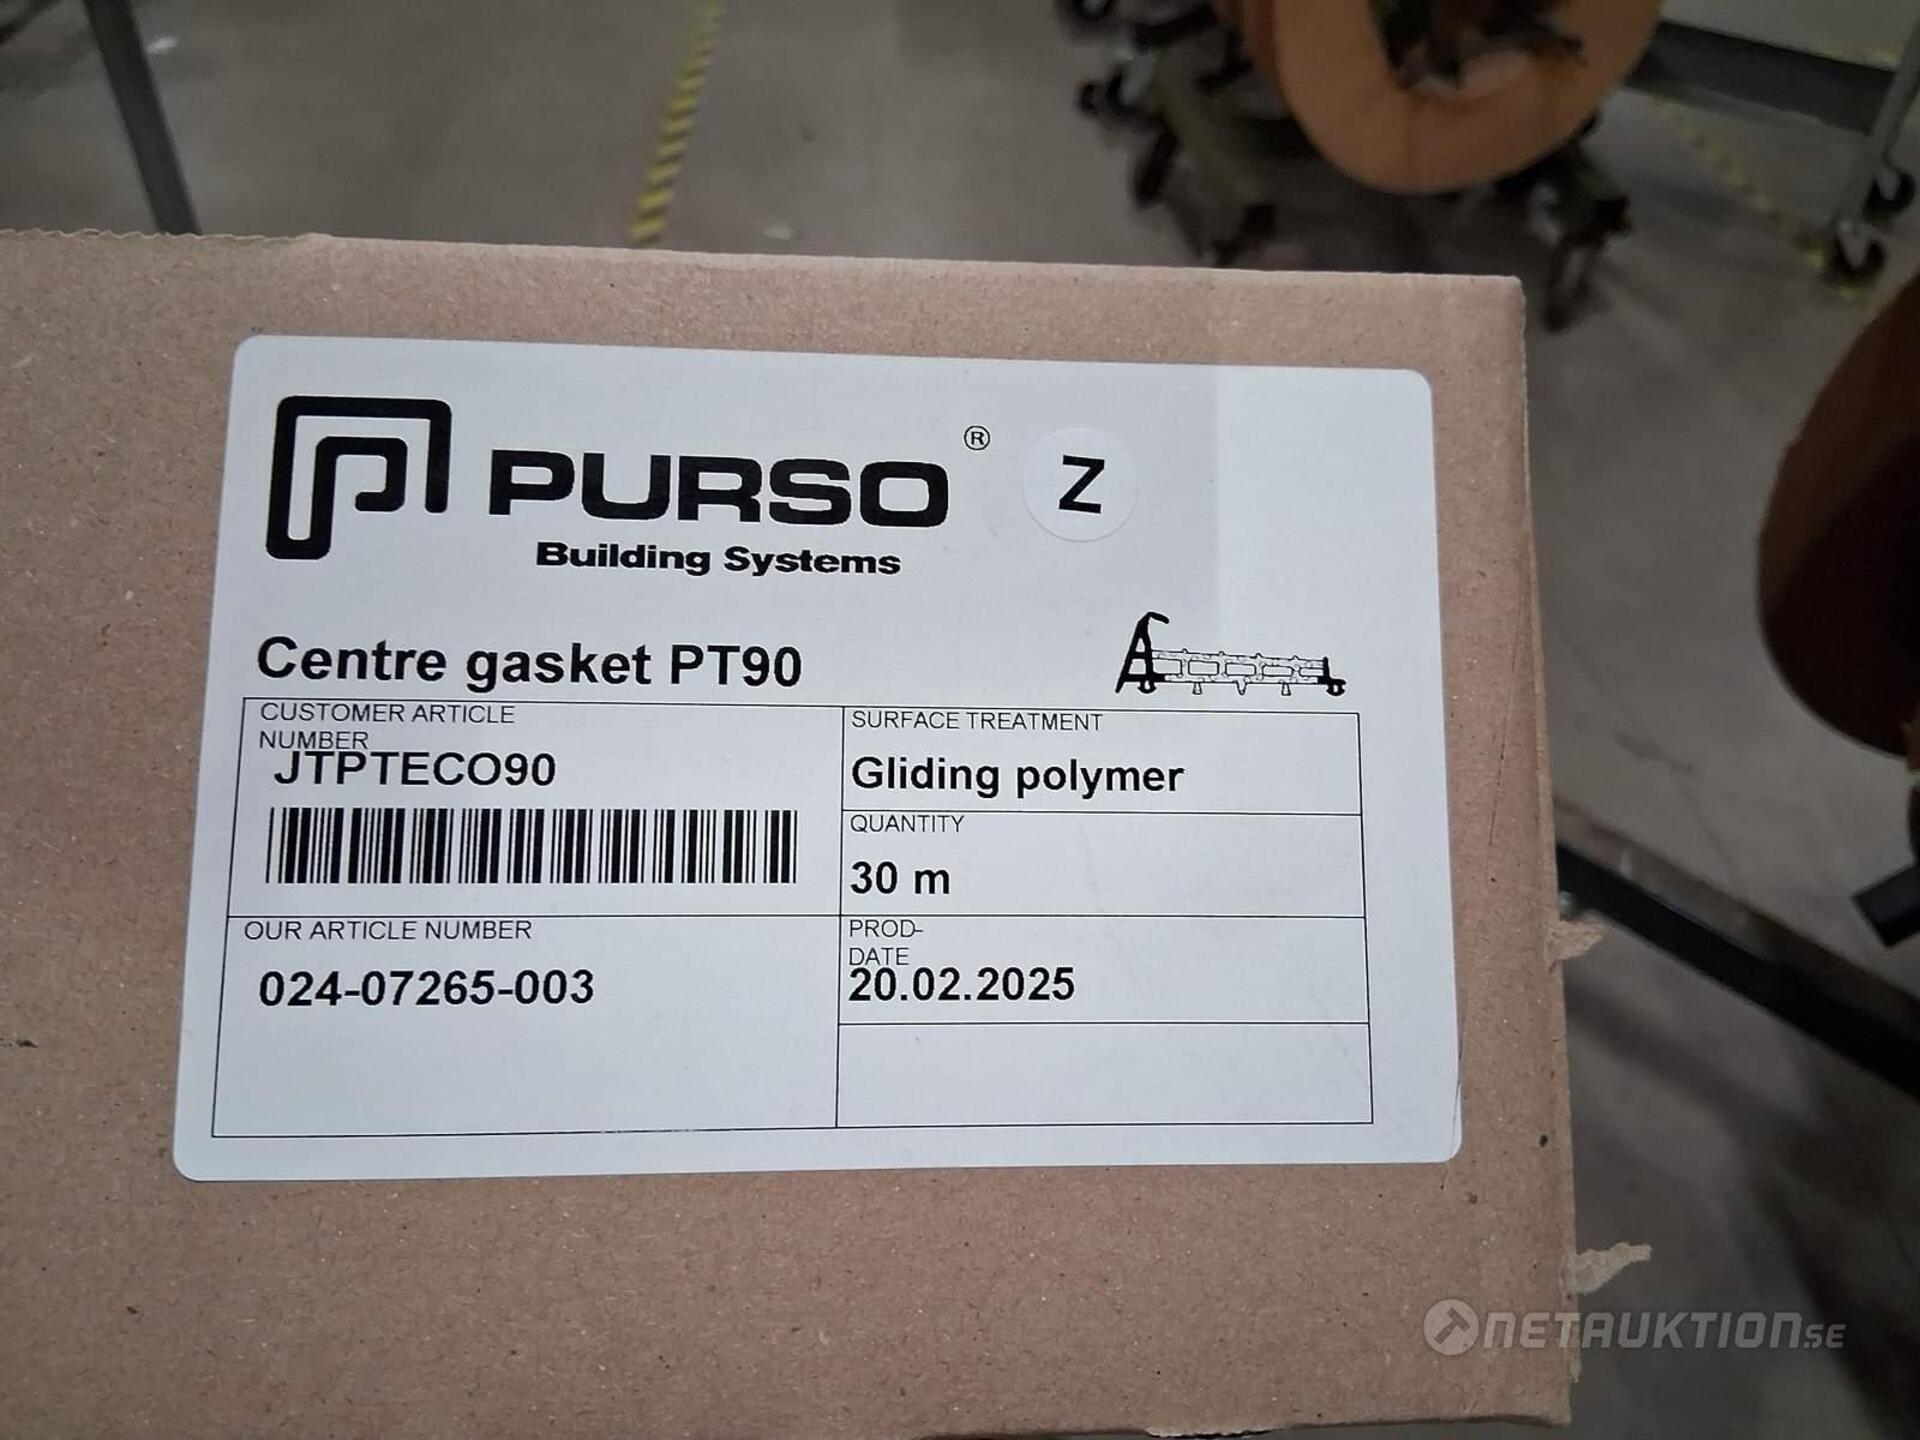 PURSO ®
Z
Building Systems
Centre gasket PT90
CUSTOMER ARTICLE
NUMBER
JTPTECO90
SURFACE TREATMENT
Gliding polymer
QUANTITY
30 m
OUR ARTICLE NUMBER
024-07265-003
PROD-
DATE
20.02.2025
NETAUKTION.SE